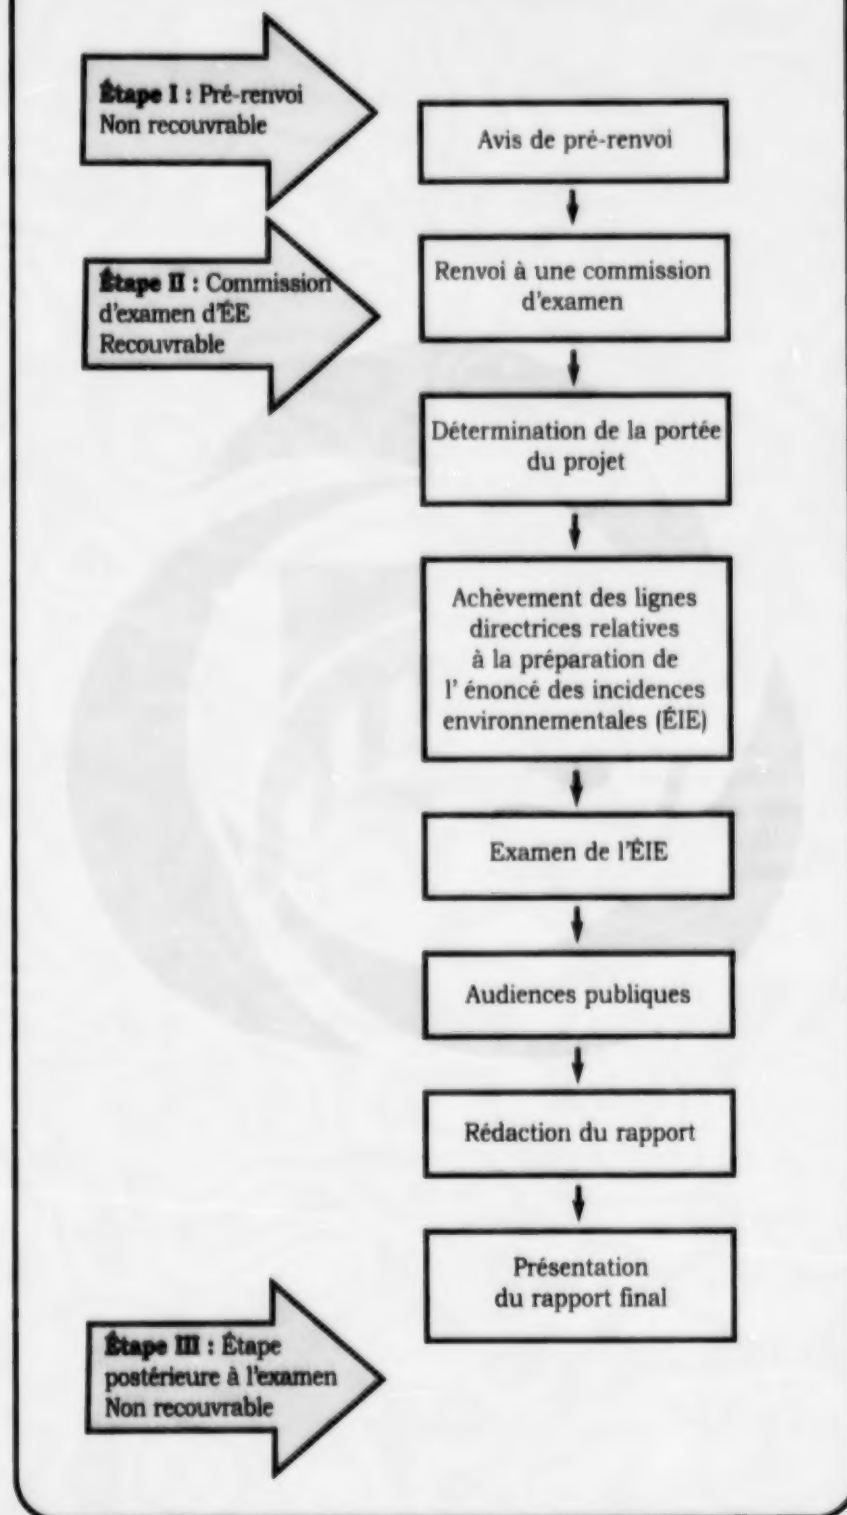 Étape I : Pré-renvoi
Non recouvrable
Avis de pré-renvoi
Étape II : Commission
d'examen d'ÉE
Recouvrable
Renvoi à une commission
d'examen
Détermination de la portée
du projet
Achèvement des lignes
directrices relatives
à la préparation de
l' énoncé des incidences
environnementales (ÉIE)
Examen de l'ÉIE
Audiences publiques
Rédaction du rapport
Présentation
du rapport final
Étape III : Étape
postérieure à l'examen
Non recouvrable